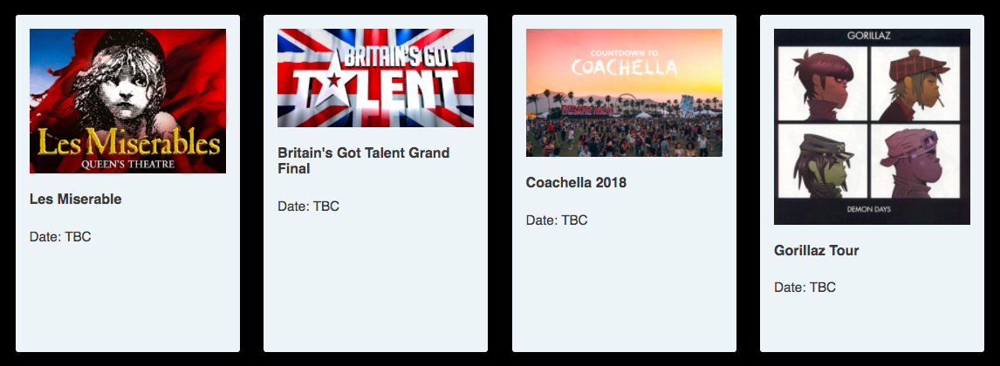 Les Misérables
QUEEN'S THEATRE
Les Miserable
Date: TBC
BRITAIN'S GOT
TALENT
Britain's Got Talent Grand
Final
Date: TBC
COUNTDOWN TO
COACHELLA
Coachella 2018
Date: TBC
GORILLAZ
DEMON DAYS
Gorillaz Tour
Date: TBC